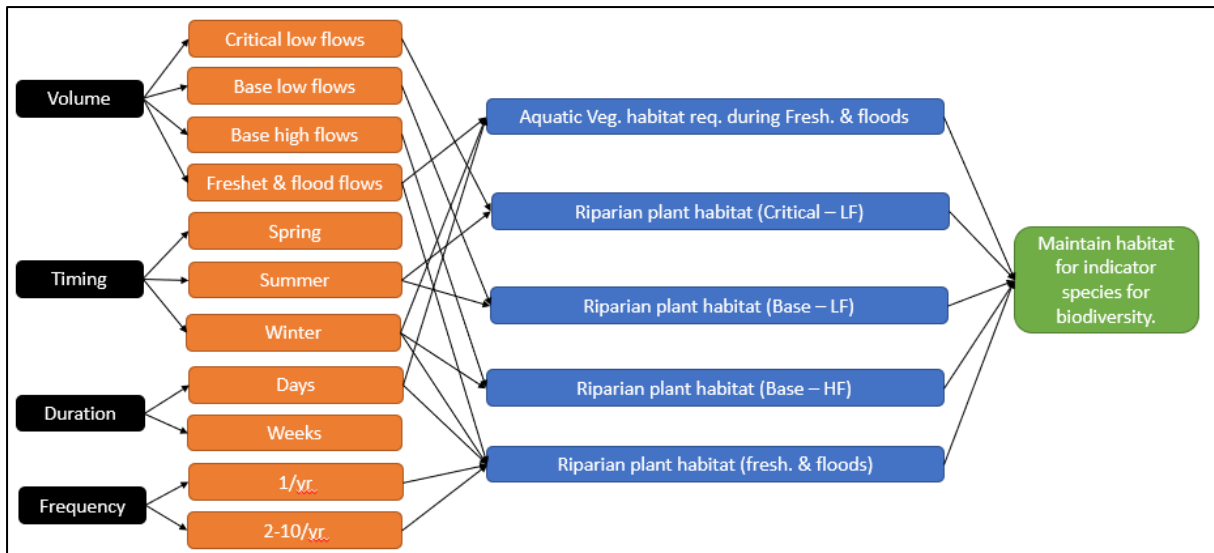 Volume
Critical low flows
Base low flows
Base high flows
Freshet & flood flows
Timing
Spring
Summer
Winter
Duration
Days
Weeks
Frequency
1/yr
2-10/yr
Aquatic Veg. habitat req. during Fresh. & floods
Riparian plant habitat (Critical – LF)
Riparian plant habitat (Base – LF)
Riparian plant habitat (Base – HF)
Riparian plant habitat (fresh. & floods)
Maintain habitat
for indicator
species for
biodiversity.